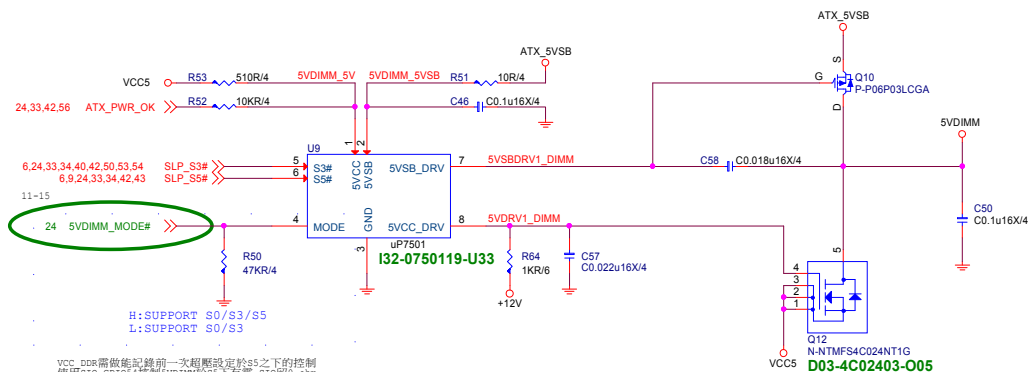 ATX_5VSB
ATX_5VSB
VCC5
R53
510R/4
5VDIMM_5V
5VDIMM_5VSB
R51
10R/4
S
G
Q10
P-P06P03LCGA
D
24,33,42,56
ATX_PWR_OK
R52
10KR/4
C46
C0.1u16X/4
5VDIMM
U9
1
2
6,24,33,34,40,42,50,53,54
SLP_S3#
5
S3#
5VCC
5VSB
5VSB_DRV
7
5VSBDRV1_DIMM
C58
C0.018u16X/4
6,9,24,33,34,42,43
SLP_S5#
6
S5#
11-15
24
5VDIMM_MODE#
4
MODE
GND
5VCC_DRV
8
5VDRV1_DIMM
C50
C0.1u16X/4
3
uP7501
I32-0750119-U33
R50
47KR/4
R64
1KR/6
C57
C0.022u16X/4
+12V
5
4
3
2
1
Q12
N-NTMFS4C024NT1G
D03-4C02403-O05
VCC5
H:SUPPORT S0/S3/S5
L:SUPPORT S0/S3
VCC_DDR需做能記錄前一次超壓設定於S5之下的控制